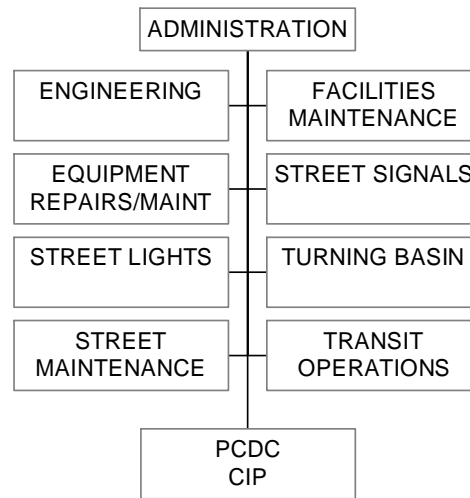 ADMINISTRATION
ENGINEERING
FACILITIES
MAINTENANCE
EQUIPMENT
REPAIRS/MAINT
STREET SIGNALS
STREET LIGHTS
TURNING BASIN
STREET
MAINTENANCE
TRANSIT
OPERATIONS
PCDC
CIP